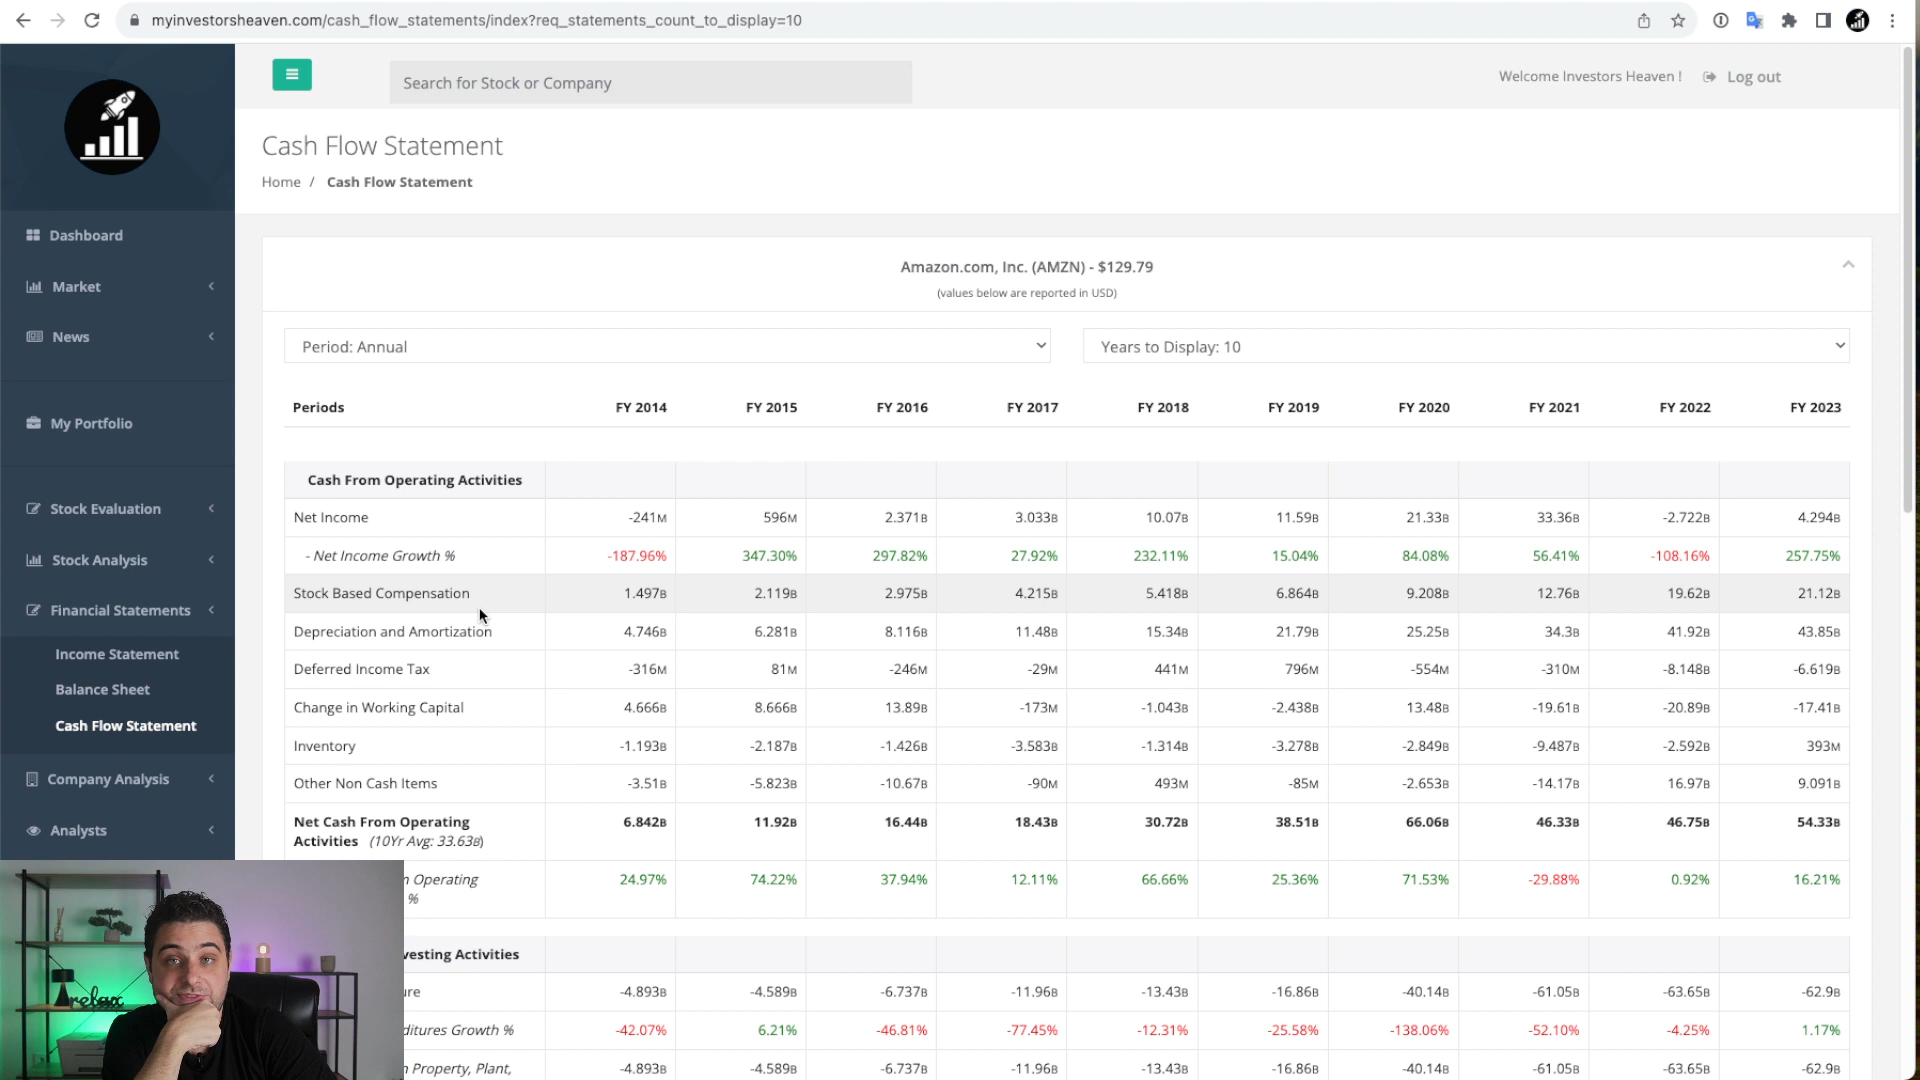 myinvestorsheaven.com/cash_flow_statements/index?req_statements_count_to_display=10
Search for Stock or Company
Welcome Investors Heaven !
Log out
Cash Flow Statement
Home / Cash Flow Statement
Dashboard
Market
News
My Portfolio
Stock Evaluation
Stock Analysis
Financial Statements
Income Statement
Balance Sheet
Cash Flow Statement
Company Analysis
Analysts
Amazon.com, Inc. (AMZN) - $129.79
(values below are reported in USD)
Period: Annual
Years to Display: 10
Periods FY 2014 FY 2015 FY 2016 FY 2017 FY 2018 FY 2019 FY 2020 FY 2021 FY 2022 FY 2023
Cash From Operating Activities
Net Income -241M 596M 2.371B 3.033B 10.07B 11.59B 21.33B 33.36B -2.722B 4.294B
- Net Income Growth % -187.96% 347.30% 297.82% 27.92% 232.11% 15.04% 84.08% 56.41% -108.16% 257.75%
Stock Based Compensation 1.497B 2.119B 2.975B 4.215B 5.418B 6.864B 9.208B 12.76B 19.62B 21.12B
Depreciation and Amortization 4.746B 6.281B 8.116B 11.48B 15.34B 21.79B 25.25B 34.3B 41.92B 43.85B
Deferred Income Tax -316M 81M -246M -29M 441M 796M -554M -310M -8.148B -6.619B
Change in Working Capital 4.666B 8.666B 13.89B -173M -1.043B -2.438B 13.48B -19.61B -20.89B -17.41B
Inventory -1.193B -2.187B -1.426B -3.583B -1.314B -3.278B -2.849B -9.487B -2.592B 393M
Other Non Cash Items -3.51B -5.823B -10.67B -90M 493M -85M -2.653B -14.17B 16.97B 9.091B
Net Cash From Operating 6.842B 11.92B 16.44B 18.43B 30.72B 38.51B 66.06B 46.33B 46.75B 54.33B
Activities (10Yr Avg: 33.63B)
n Operating 24.97% 74.22% 37.94% 12.11% 66.66% 25.36% 71.53% -29.88% 0.92% 16.21%
%
vesting Activities
ure -4.893B -4.589B -6.737B -11.96B -13.43B -16.86B -40.14B -61.05B -63.65B -62.9B
ditures Growth % -42.07% 6.21% -46.81% -77.45% -12.31% -25.58% -138.06% -52.10% -4.25% 1.17%
n Property, Plant, -4.893B -4.589B -6.737B -11.96B -13.43B -16.86B -40.14B -61.05B -63.65B -62.9B
relax